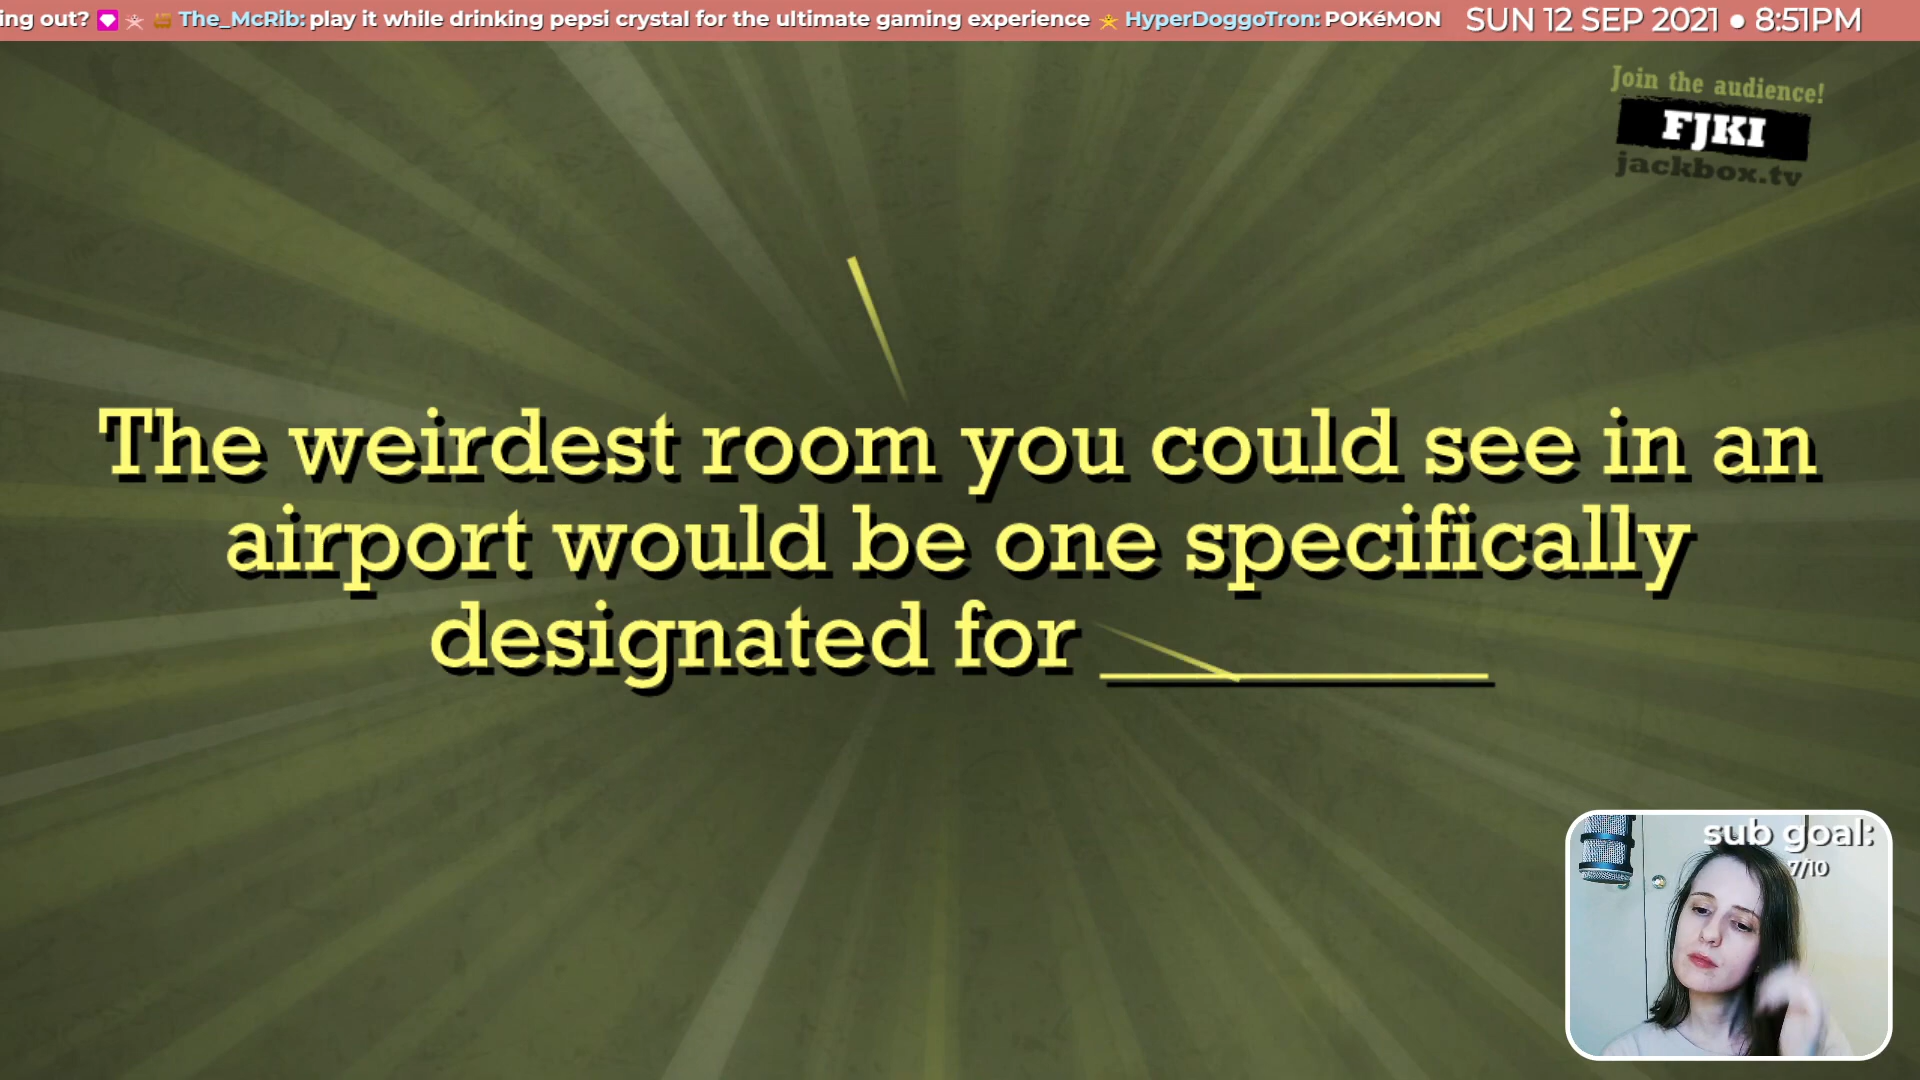 ing out? The_McRib: play it while drinking pepsi crystal for the ultimate gaming experience HyperDoggoTron: POKéMON SUN 12 SEP 2021 ● 8:51PM
Join the audience!
FJKI
jackbox.tv
The weirdest room you could see in an
airport would be one specifically
designated for __________
sub goal:
7/10